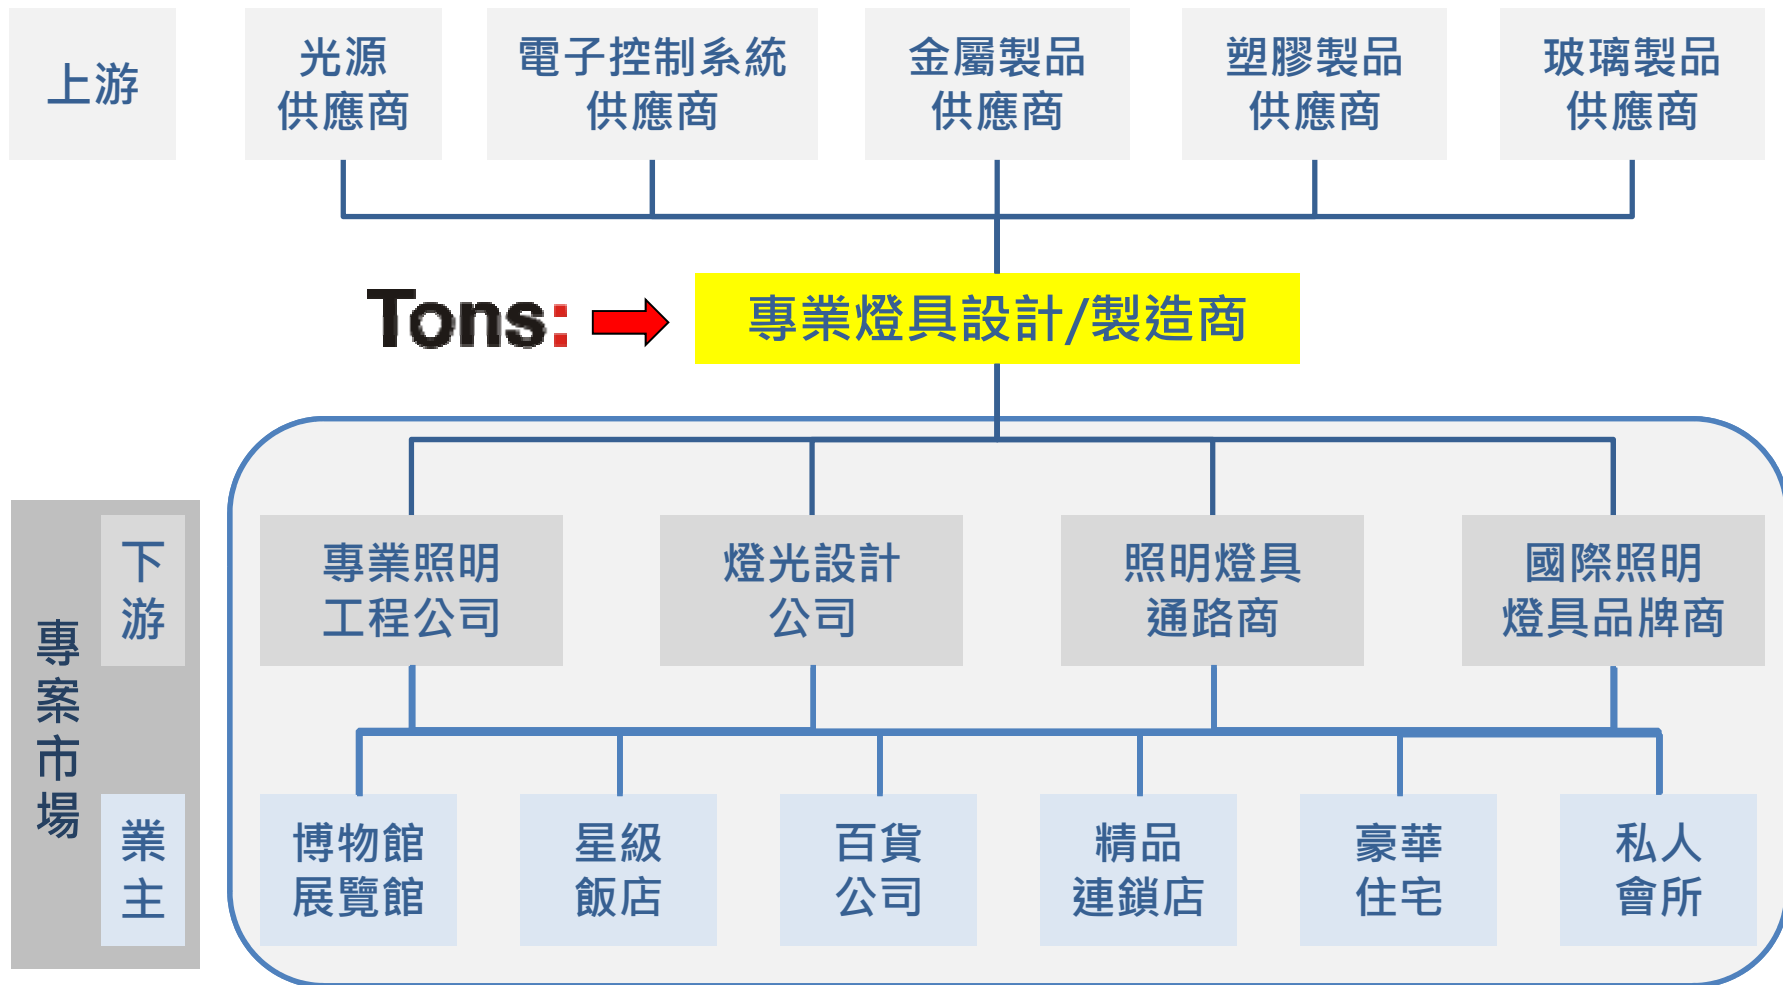 上游
光源
供應商
電子控制系統
供應商
金屬製品
供應商
塑膠製品
供應商
玻璃製品
供應商
Tons:
專業燈具設計/製造商
專案市場
下游
專業照明
工程公司
燈光設計
公司
照明燈具
通路商
國際照明
燈具品牌商
業主
博物館
展覽館
星級
飯店
百貨
公司
精品
連鎖店
豪華
住宅
私人
會所